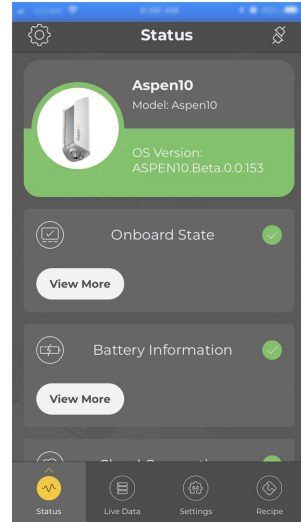 Status
Aspen10
Model: Aspen10
OS Version:
ASPEN10.Beta.0.0.153
Onboard State
View More
Battery Information
View More
Status
Live Data
Settings
Recipe